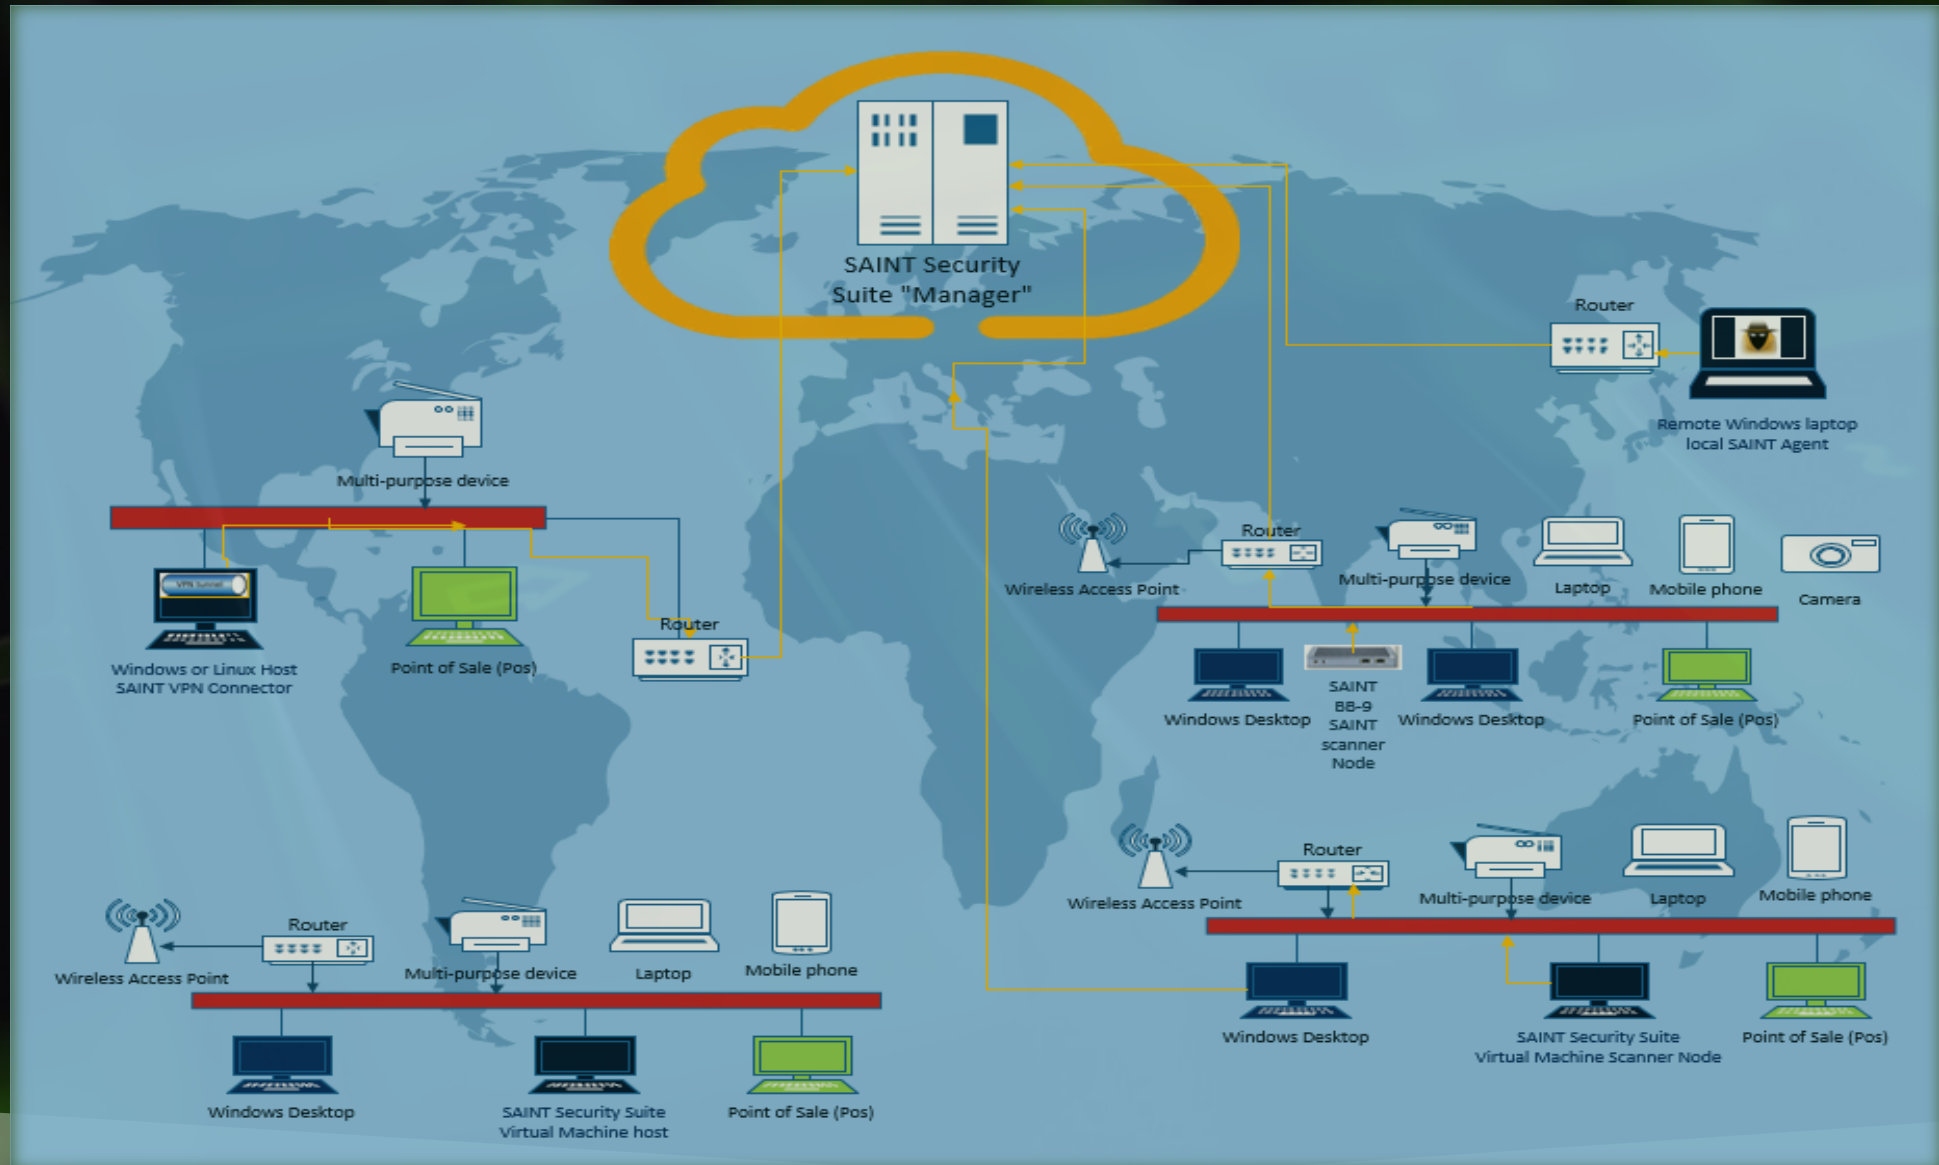 SAINT Security
Suite "Manager"
Router
Remote Windows laptop
local SAINT Agent
Multi-purpose device
VPN tunnel
Windows or Linux Host
SAINT VPN Connector
Point of Sale (Pos)
Router
Wireless Access Point
Router
Multi-purpose device
Laptop
Mobile phone
Camera
Windows Desktop
SAINT
BB-9
SAINT
scanner
Node
Windows Desktop
Point of Sale (Pos)
Wireless Access Point
Router
Multi-purpose device
Laptop
Mobile phone
Windows Desktop
SAINT Security Suite
Virtual Machine Scanner Node
Point of Sale (Pos)
Wireless Access Point
Router
Multi-purpose device
Laptop
Mobile phone
Windows Desktop
SAINT Security Suite
Virtual Machine host
Point of Sale (Pos)